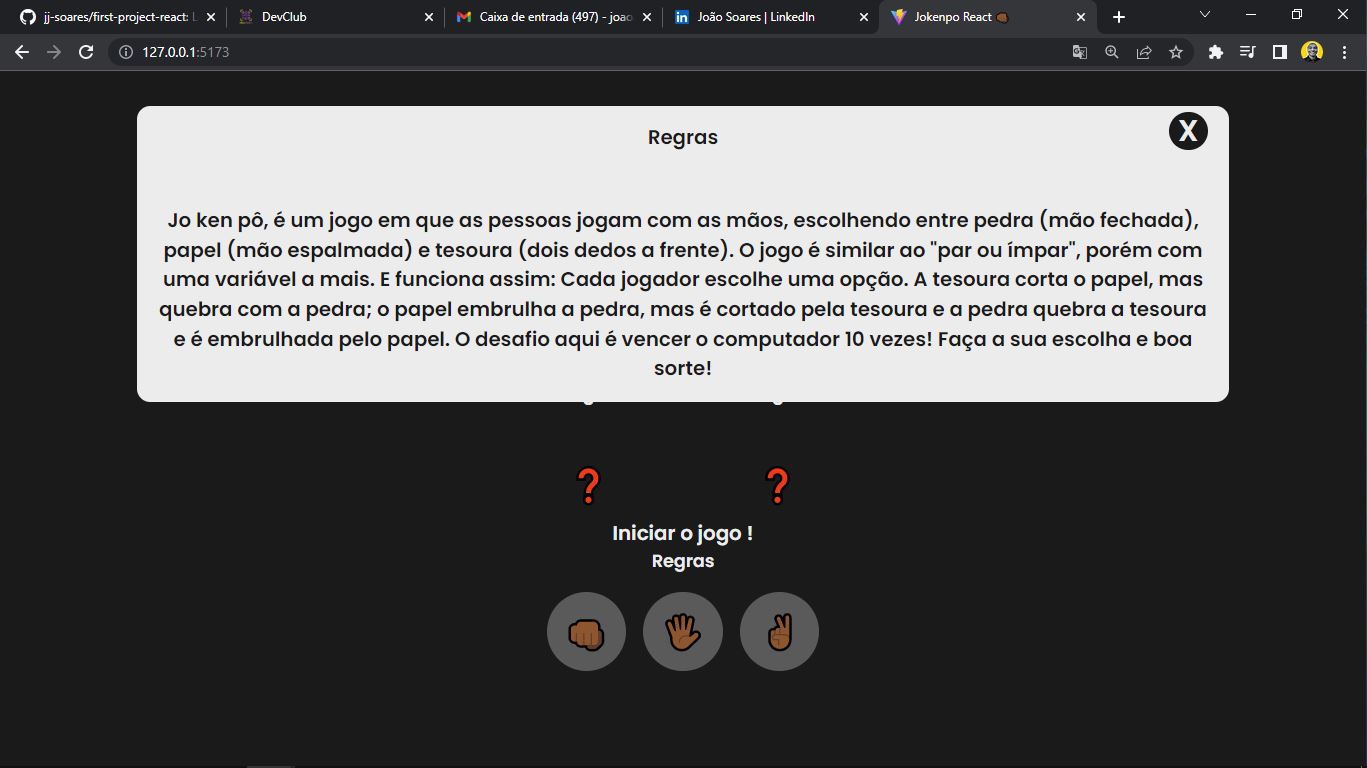 jj-soares/first-project-react: L
DevClub
Caixa de entrada (497) - joao
João Soares | LinkedIn
Jokenpo React
127.0.0.1:5173
Regras
X
Jo ken pô, é um jogo em que as pessoas jogam com as mãos, escolhendo entre pedra (mão fechada),
papel (mão espalmada) e tesoura (dois dedos a frente). O jogo é similar ao "par ou ímpar", porém com
uma variável a mais. E funciona assim: Cada jogador escolhe uma opção. A tesoura corta o papel, mas
quebra com a pedra; o papel embrulha a pedra, mas é cortado pela tesoura e a pedra quebra a tesoura
e é embrulhada pelo papel. O desafio aqui é vencer o computador 10 vezes! Faça a sua escolha e boa
sorte!
? ?
Iniciar o jogo !
Regras